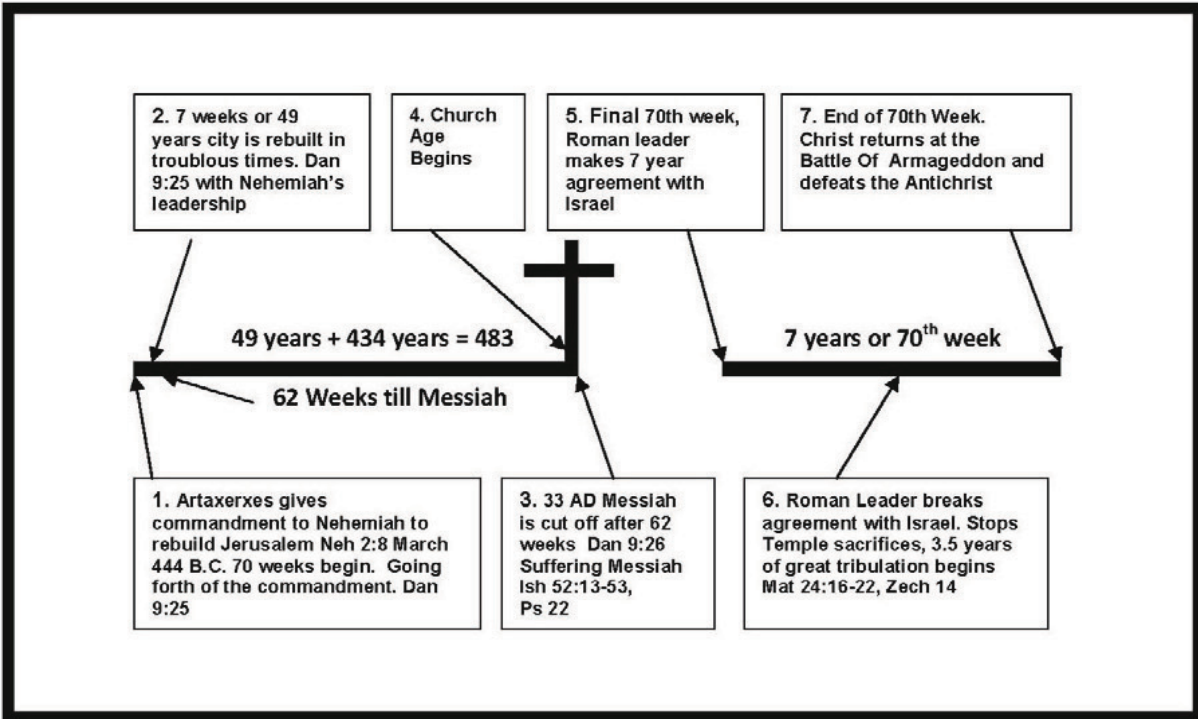 2. 7 weeks or 49
years city is rebuilt in
troublous times. Dan
9:25 with Nehemiah's
leadership
4. Church
Age
Begins
5. Final 70th week,
Roman leader
makes 7 year
agreement with
Israel
7. End of 70th Week.
Christ returns at the
Battle Of Armageddon and
defeats the Antichrist
49 years + 434 years = 483
7 years or 70th week
62 Weeks till Messiah
1. Artaxerxes gives
commandment to Nehemiah to
rebuild Jerusalem Neh 2:8 March
444 B.C. 70 weeks begin. Going
forth of the commandment. Dan
9:25
3. 33 AD Messiah
is cut off after 62
weeks Dan 9:26
Suffering Messiah
Ish 52:13-53,
Ps 22
6. Roman Leader breaks
agreement with Israel. Stops
Temple sacrifices, 3.5 years
of great tribulation begins
Mat 24:16-22, Zech 14